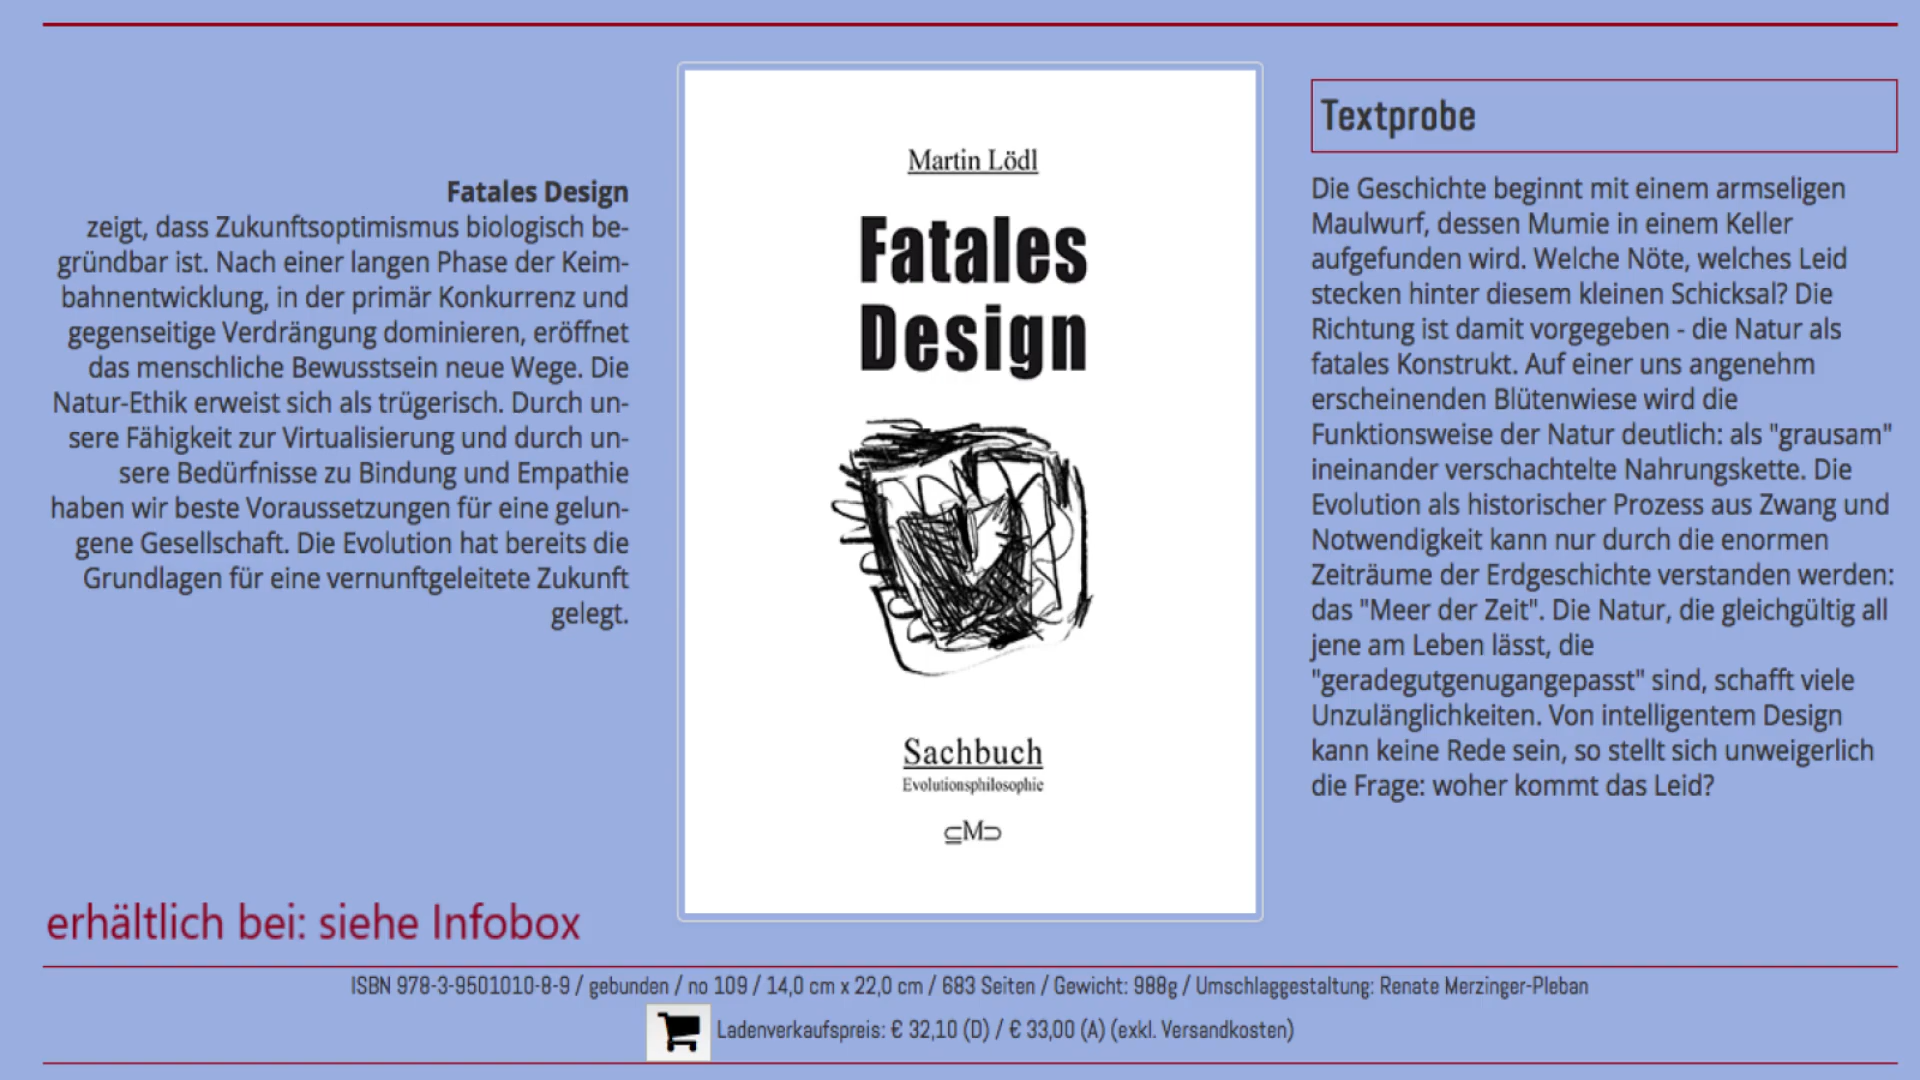 Fatales Design
zeigt, dass Zukunftsoptimismus biologisch be-
gründbar ist. Nach einer langen Phase der Keim-
bahnentwicklung, in der primär Konkurrenz und
gegenseitige Verdrängung dominieren, eröffnet
das menschliche Bewusstsein neue Wege. Die
Natur-Ethik erweist sich als trügerisch. Durch un-
sere Fähigkeit zur Virtualisierung und durch un-
sere Bedürfnisse zu Bindung und Empathie
haben wir beste Voraussetzungen für eine gelun-
gene Gesellschaft. Die Evolution hat bereits die
Grundlagen für eine vernunftgeleitete Zukunft
gelegt.
erhältlich bei: siehe Infobox
Martin Lödl
Fatales
Design
Sachbuch
Evolutionsphilosophie
⊆M⊃
Textprobe
Die Geschichte beginnt mit einem armseligen
Maulwurf, dessen Mumie in einem Keller
aufgefunden wird. Welche Nöte, welches Leid
stecken hinter diesem kleinen Schicksal? Die
Richtung ist damit vorgegeben - die Natur als
fatales Konstrukt. Auf einer uns angenehm
erscheinenden Blütenwiese wird die
Funktionsweise der Natur deutlich: als "grausam"
ineinander verschachtelte Nahrungskette. Die
Evolution als historischer Prozess aus Zwang und
Notwendigkeit kann nur durch die enormen
Zeiträume der Erdgeschichte verstanden werden:
das "Meer der Zeit". Die Natur, die gleichgültig all
jene am Leben lässt, die
"geradegutgenugangepasst" sind, schafft viele
Unzulänglichkeiten. Von intelligentem Design
kann keine Rede sein, so stellt sich unweigerlich
die Frage: woher kommt das Leid?
ISBN 978-3-9501010-8-9 / gebunden / no 109 / 14,0 cm x 22,0 cm / 683 Seiten / Gewicht: 988g / Umschlaggestaltung: Renate Merzinger-Pleban
Ladenverkaufspreis: € 32,10 (D) / € 33,00 (A) (exkl. Versandkosten)